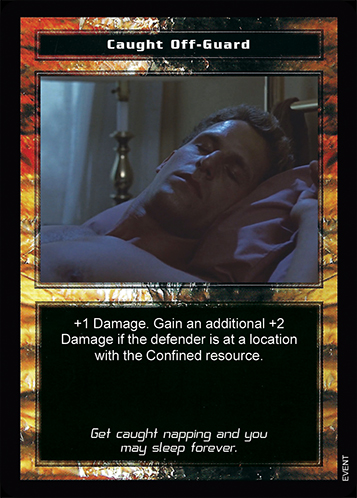 Caught Off-Guard
+1 Damage. Gain an additional +2
Damage if the defender is at a location
with the Confined resource.
Get caught napping and you
may sleep forever.
EVENT